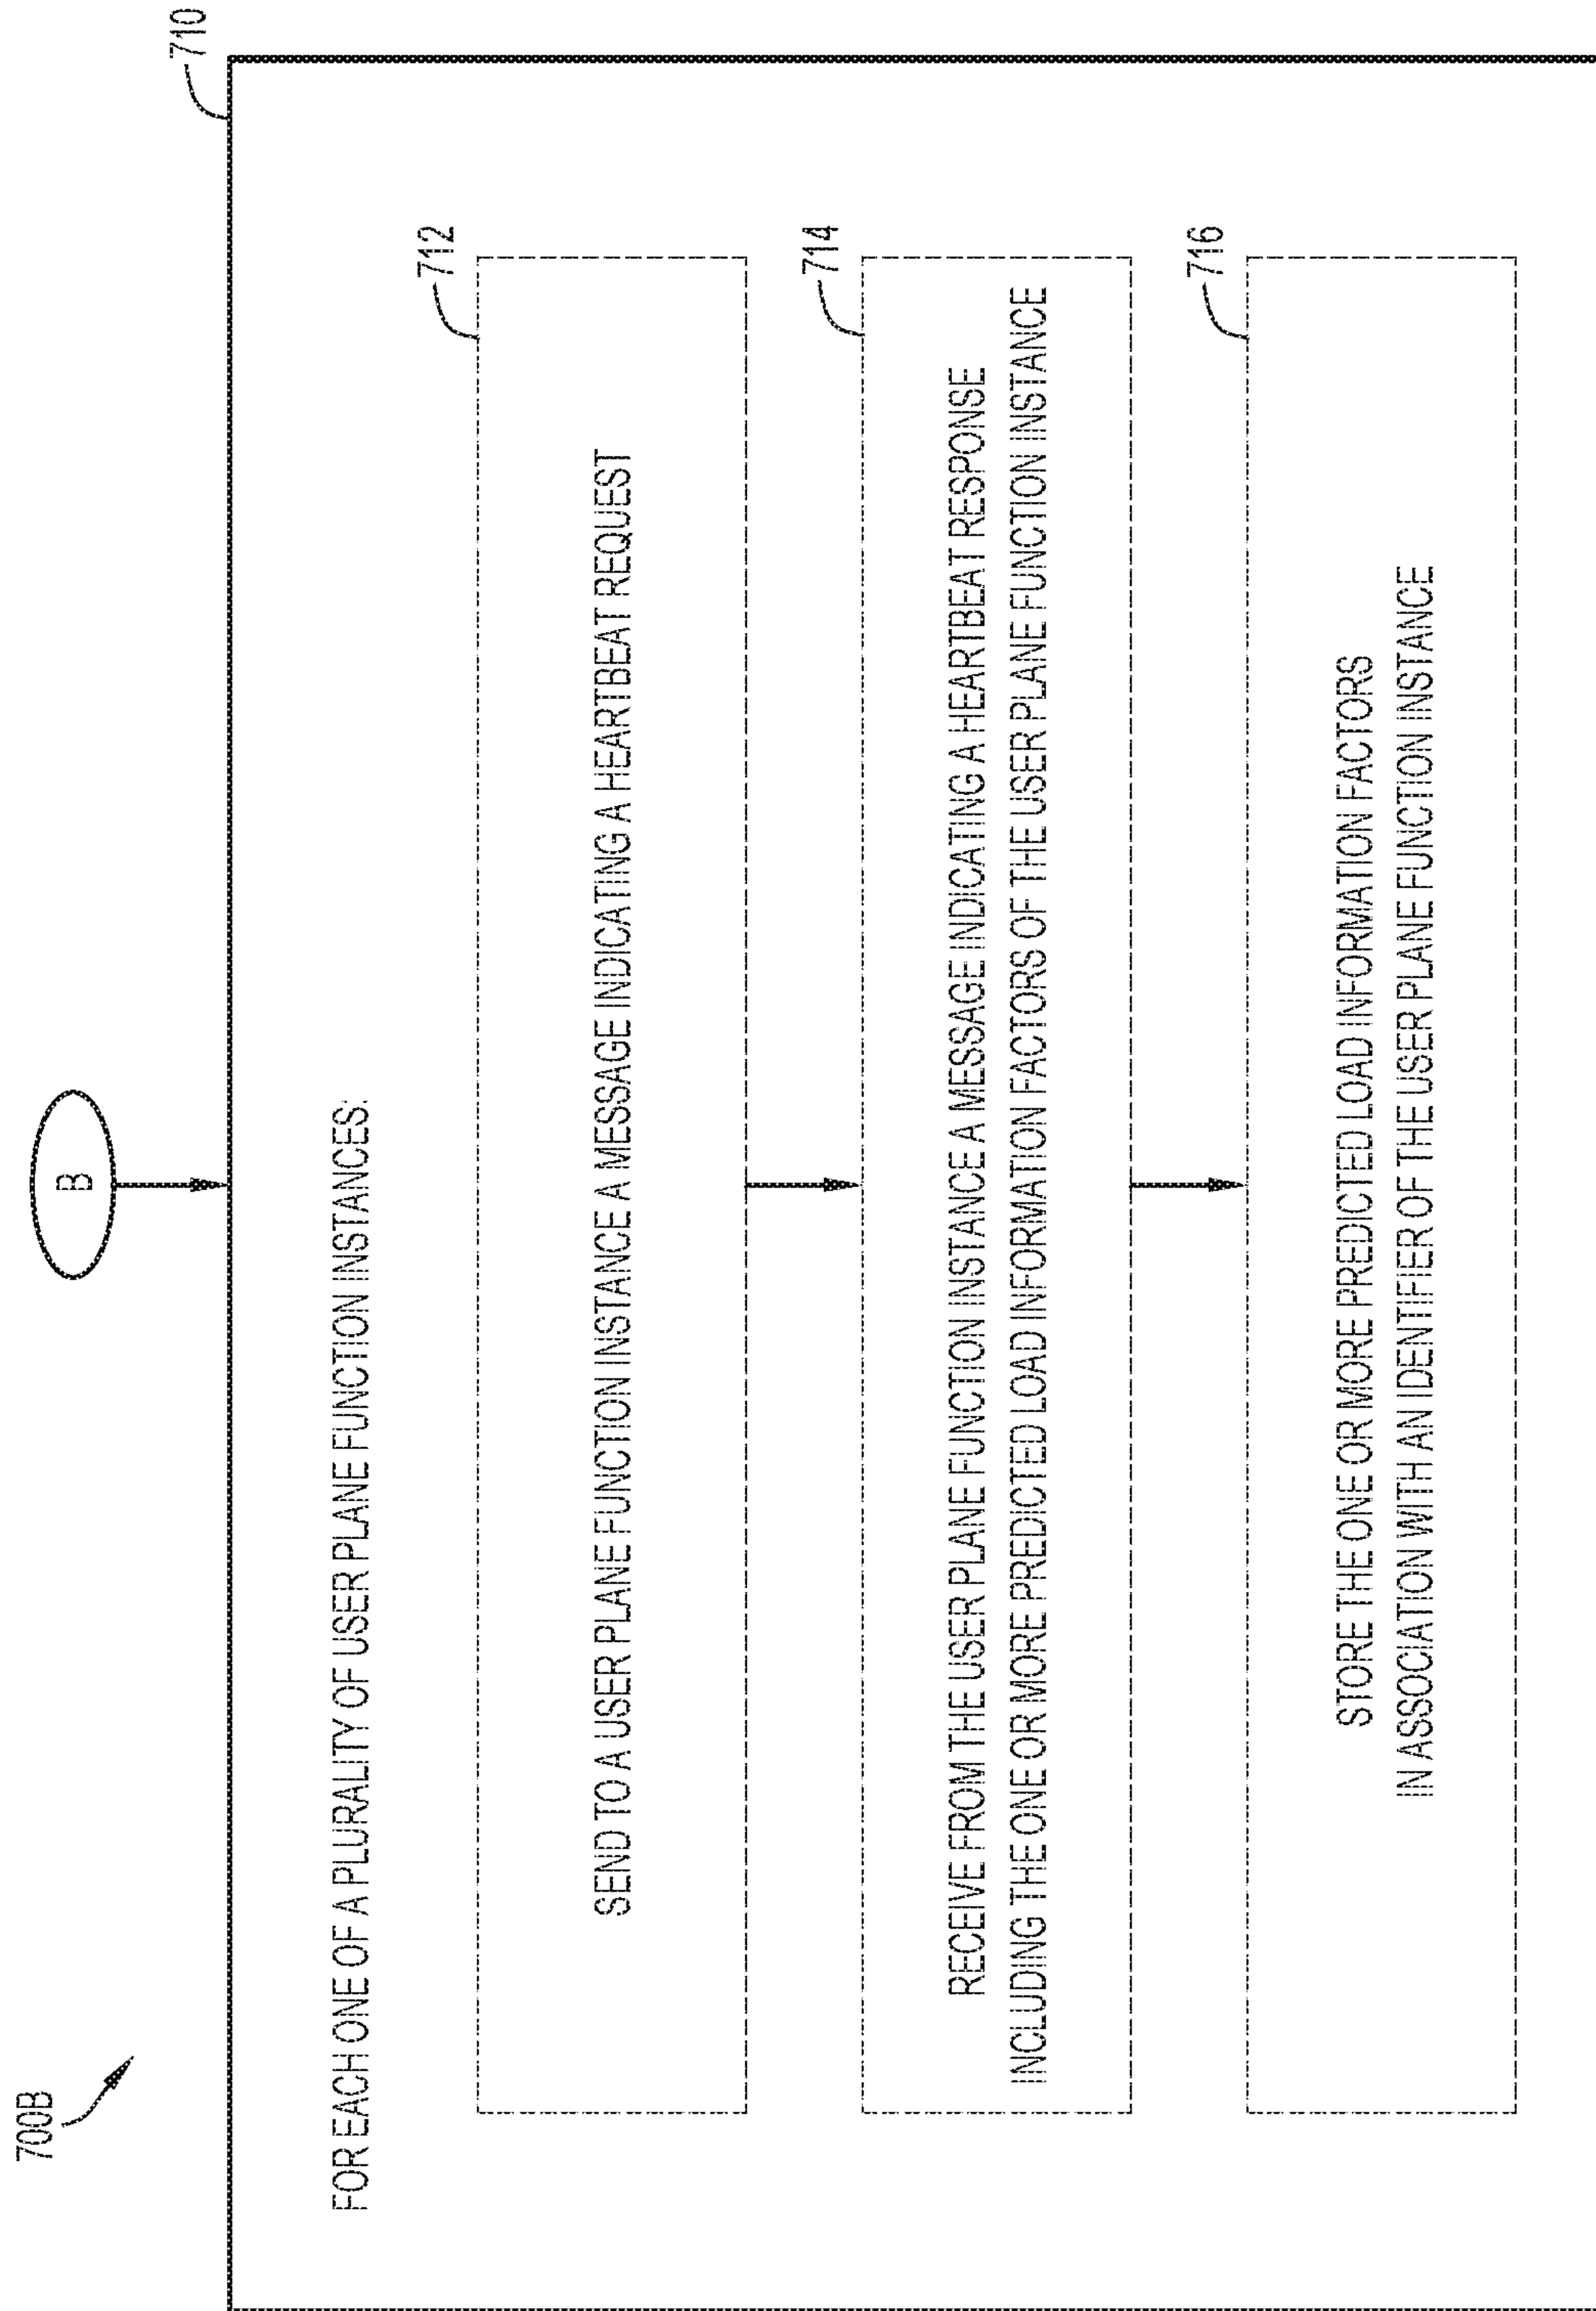 700B
B
710
FOR EACH ONE OF A PLURALITY OF USER PLANE FUNCTION INSTANCES:
712
SEND TO A USER PLANE FUNCTION INSTANCE A MESSAGE INDICATING A HEARTBEAT REQUEST
714
RECEIVE FROM THE USER PLANE FUNCTION INSTANCE A MESSAGE INDICATING A HEARTBEAT RESPONSE
INCLUDING THE ONE OR MORE PREDICTED LOAD INFORMATION FACTORS OF THE USER PLANE FUNCTION INSTANCE
716
STORE THE ONE OR MORE PREDICTED LOAD INFORMATION FACTORS
IN ASSOCIATION WITH AN IDENTIFIER OF THE USER PLANE FUNCTION INSTANCE